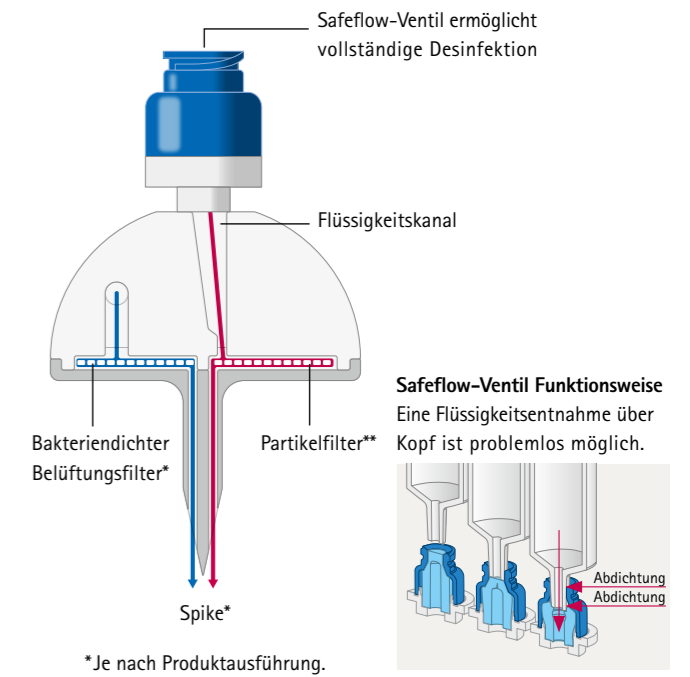 Safeflow-Ventil ermöglicht
vollständige Desinfektion
Flüssigkeitskanal
Bakteriendichter
Belüftungsfilter*
Partikelfilter**
Spike*
*Je nach Produktausführung.
Safeflow-Ventil Funktionsweise
Eine Flüssigkeitsentnahme über
Kopf ist problemlos möglich.
Abdichtung
Abdichtung